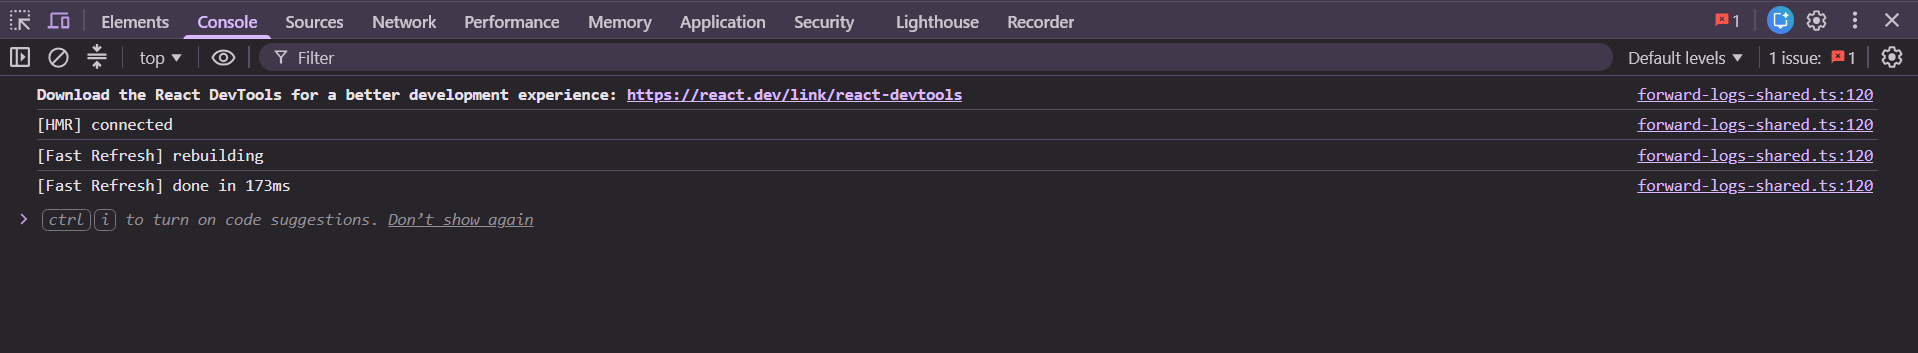 Elements Console Sources Network Performance Memory Application Security Lighthouse Recorder 1
top Filter Default levels 1 issue: 1
Download the React DevTools for a better development experience: https://react.dev/link/react-devtools forward-logs-shared.ts:120
[HMR] connected forward-logs-shared.ts:120
[Fast Refresh] rebuilding forward-logs-shared.ts:120
[Fast Refresh] done in 173ms forward-logs-shared.ts:120
ctrl i to turn on code suggestions. Don’t show again